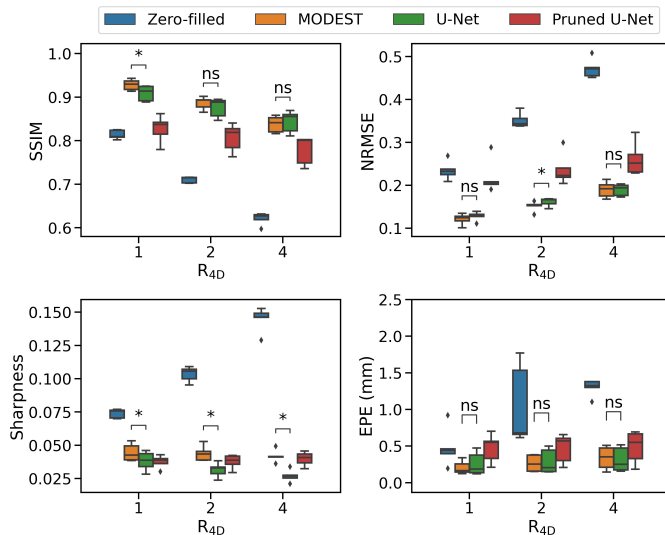 Zero-filled MODEST U-Net Pruned U-Net
1.0
0.9
0.8
0.7
0.6
SSIM
*
ns
ns
1 2 4
R4D
0.5
0.4
0.3
0.2
0.1
NRMSE
ns
*
ns
1 2 4
R4D
0.150
0.125
0.100
0.075
0.050
0.025
Sharpness
*
*
*
1 2 4
R4D
2.5
2.0
1.5
1.0
0.5
0.0
EPE (mm)
ns
ns
ns
1 2 4
R4D